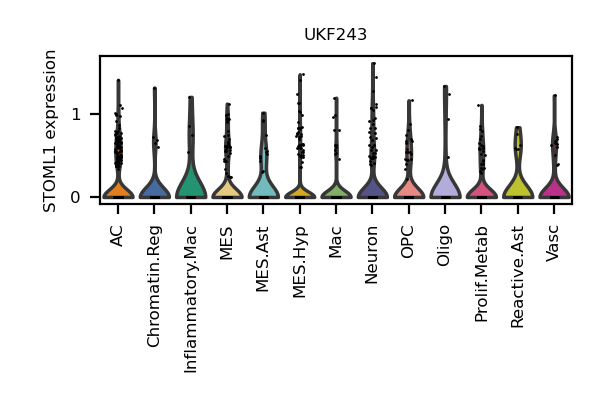 UKF243
STOML1 expression
1
0
AC
Chromatin.Reg
Inflammatory.Mac
MES
MES.Ast
MES.Hyp
Mac
Neuron
OPC
Oligo
Prolif.Metab
Reactive.Ast
Vasc